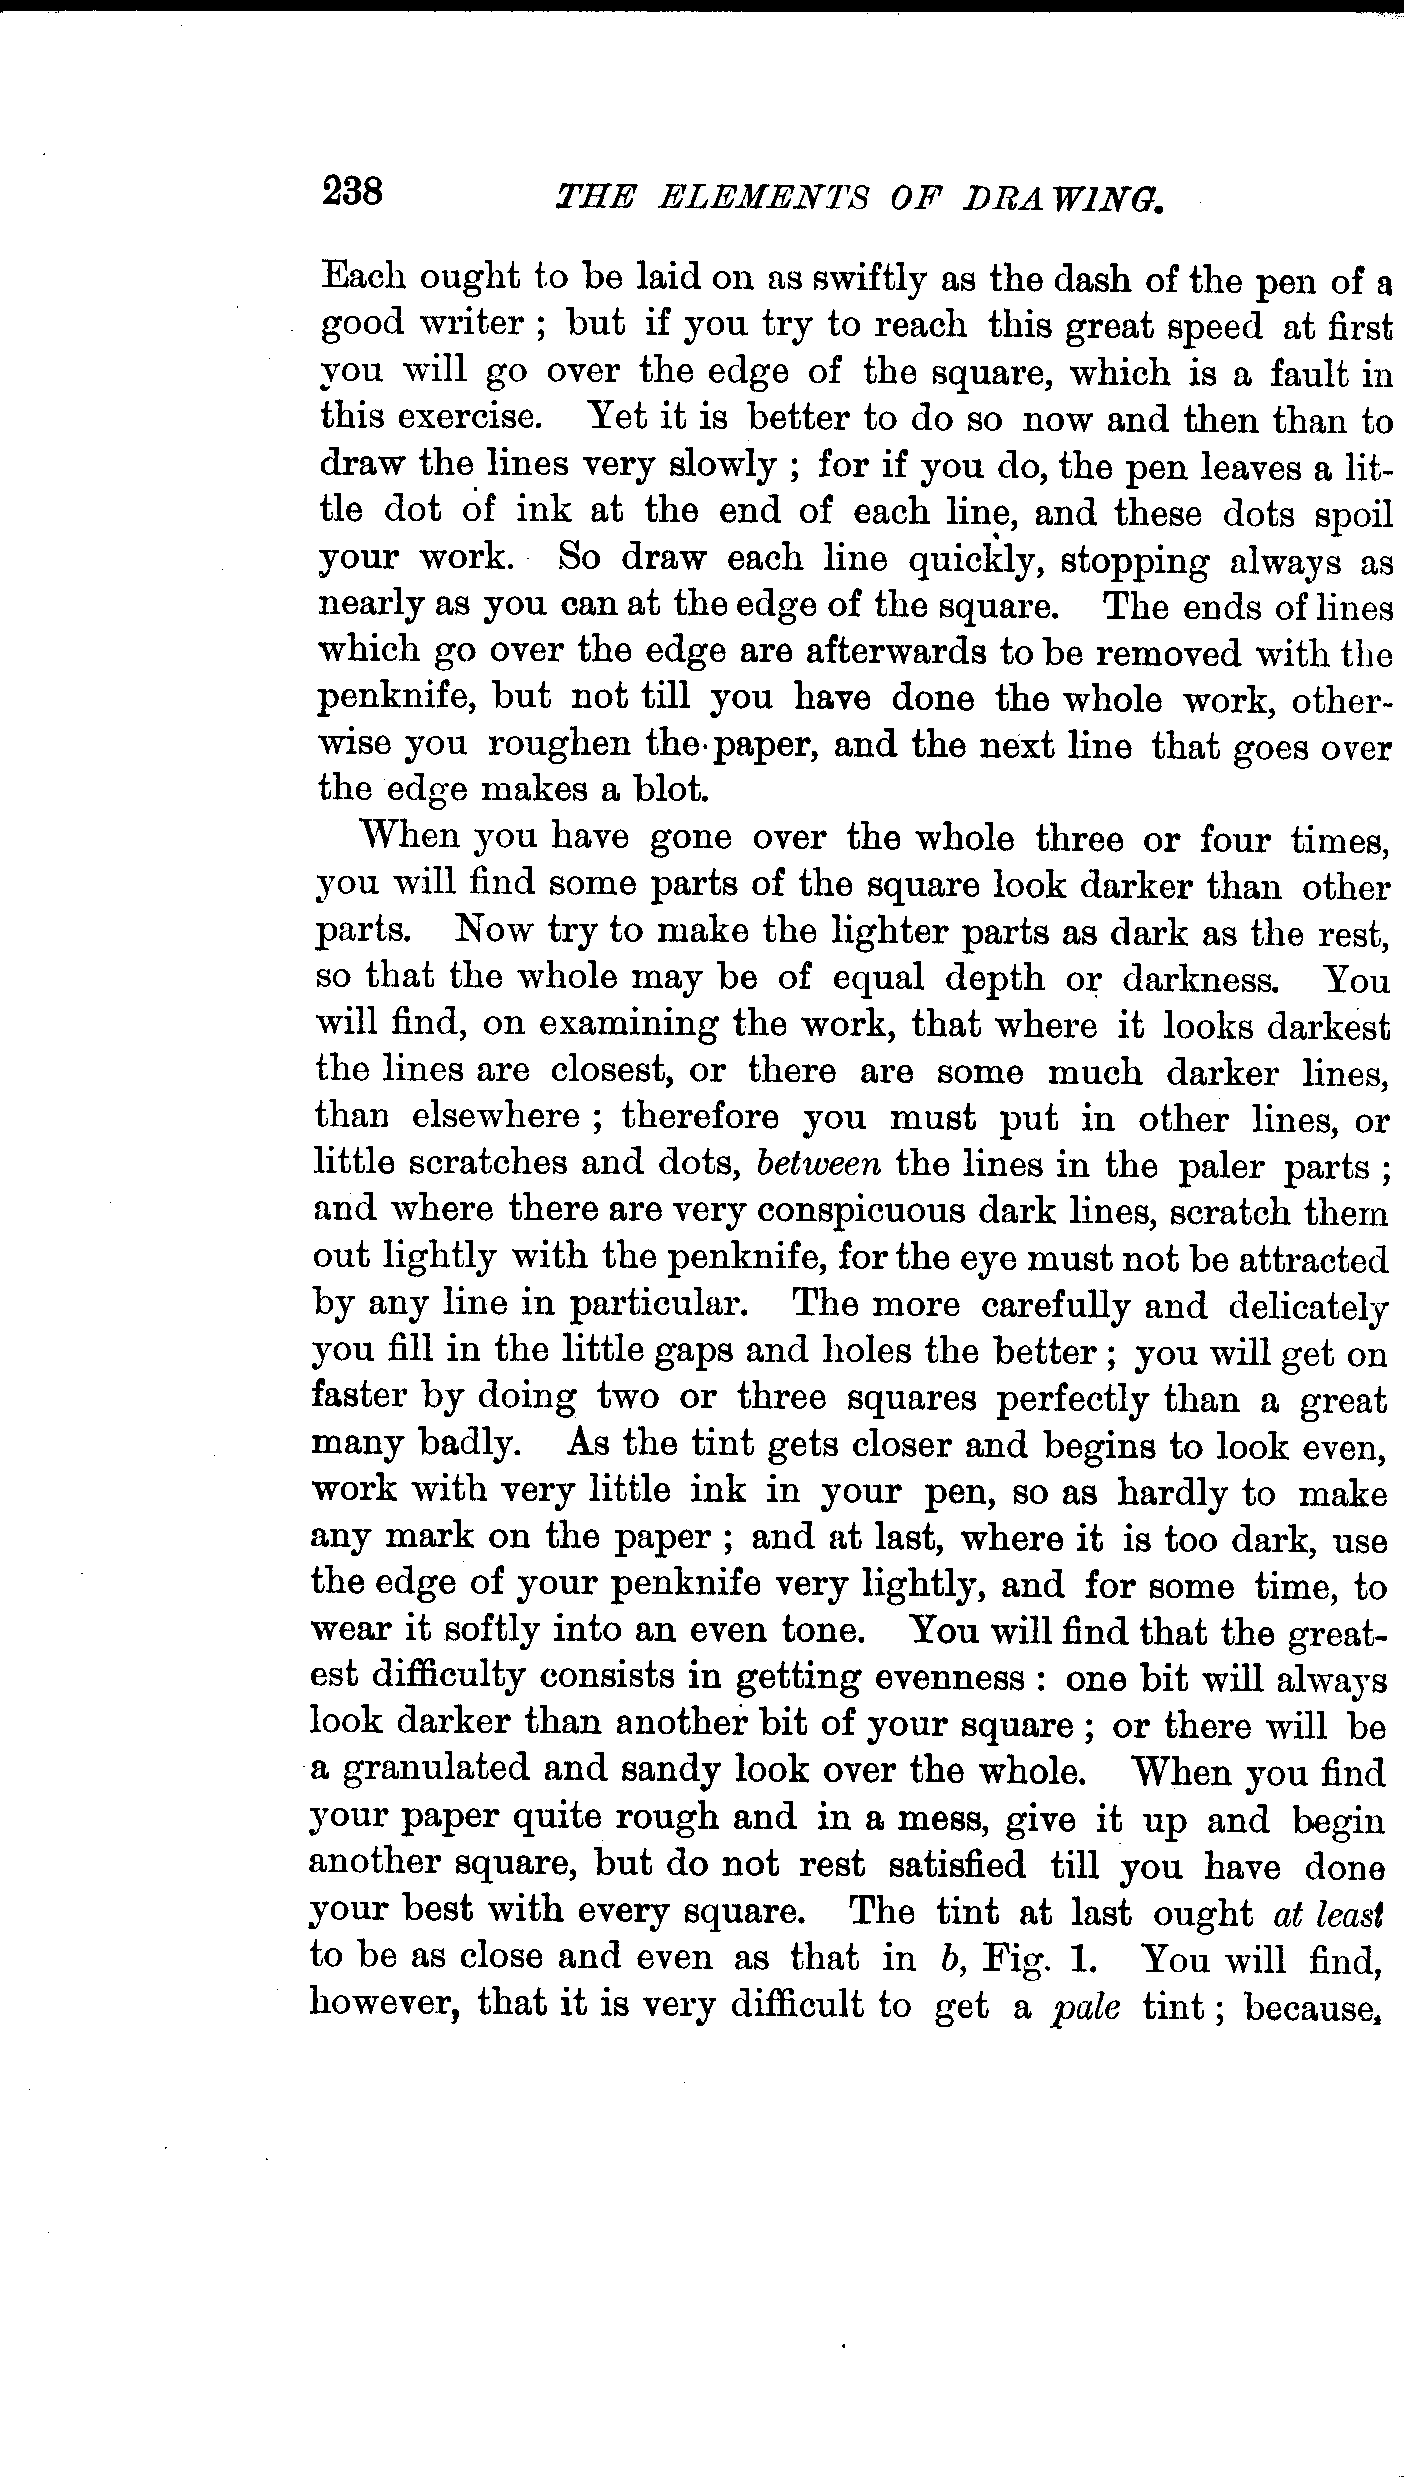 238 THE ELEMENTS OF DRAWING.
Each ought to be laid on as swiftly as the dash of the pen of a
good writer ; but if you try to reach this great speed at first
you will go over the edge of the square, which is a fault in
this exercise. Yet it is better to do so now and then than to
draw the lines very slowly ; for if you do, the pen leaves a lit-
tle dot of ink at the end of each line, and these dots spoil
your work. So draw each line quickly, stopping always as
nearly as you can at the edge of the square. The ends of lines
which go over the edge are afterwards to be removed with the
penknife, but not till you have done the whole work, other-
wise you roughen the paper, and the next line that goes over
the edge makes a blot.
When you have gone over the whole three or four times,
you will find some parts of the square look darker than other
parts. Now try to make the lighter parts as dark as the rest,
so that the whole may be of equal depth or darkness. You
will find, on examining the work, that where it looks darkest
the lines are closest, or there are some much darker lines,
than elsewhere ; therefore you must put in other lines, or
little scratches and dots, between the lines in the paler parts ;
and where there are very conspicuous dark lines, scratch them
out lightly with the penknife, for the eye must not be attracted
by any line in particular. The more carefully and delicately
you fill in the little gaps and holes the better ; you will get on
faster by doing two or three squares perfectly than a great
many badly. As the tint gets closer and begins to look even,
work with very little ink in your pen, so as hardly to make
any mark on the paper ; and at last, where it is too dark, use
the edge of your penknife very lightly, and for some time, to
wear it softly into an even tone. You will find that the great-
est difficulty consists in getting evenness : one bit will always
look darker than another bit of your square ; or there will be
a granulated and sandy look over the whole. When you find
your paper quite rough and in a mess, give it up and begin
another square, but do not rest satisfied till you have done
your best with every square. The tint at last ought at least
to be as close and even as that in b, Fig. 1. You will find,
however, that it is very difficult to get a pale tint ; because,